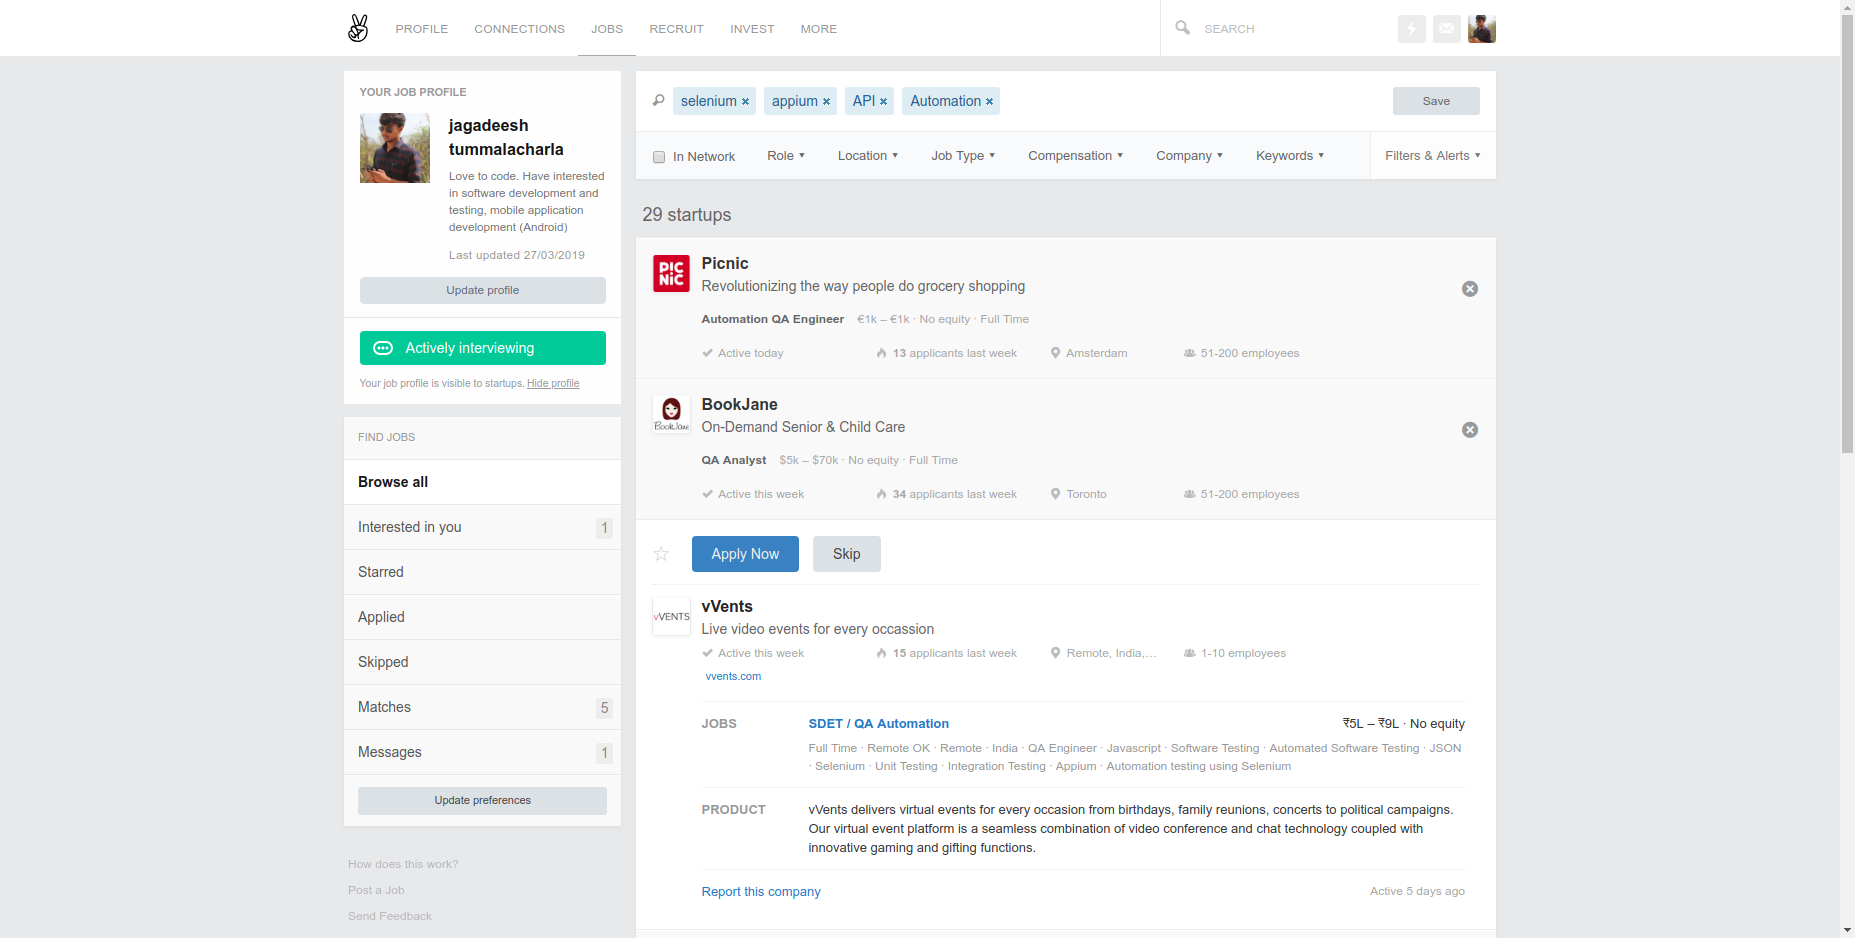 PROFILE CONNECTIONS JOBS RECRUIT INVEST MORE SEARCH
YOUR JOB PROFILE
jagadeesh
tummalacharla
Love to code. Have interested
in software development and
testing, mobile application
development (Android)
Last updated 27/03/2019
Update profile
Actively interviewing
Your job profile is visible to startups. Hide profile
FIND JOBS
Browse all
Interested in you 1
Starred
Applied
Skipped
Matches 5
Messages 1
Update preferences
How does this work?
Post a Job
Send Feedback
selenium × appium × API × Automation × Save
In Network Role ▾ Location ▾ Job Type ▾ Compensation ▾ Company ▾ Keywords ▾ Filters & Alerts ▾
29 startups
PIC
NIC
Picnic
Revolutionizing the way people do grocery shopping
Automation QA Engineer €1k – €1k · No equity · Full Time
Active today 13 applicants last week Amsterdam 51-200 employees
BookJane
BookJane
On-Demand Senior & Child Care
QA Analyst $5k – $70k · No equity · Full Time
Active this week 34 applicants last week Toronto 51-200 employees
Apply Now Skip
vVENTS
vVents
Live video events for every occassion
Active this week 15 applicants last week Remote, India,... 1-10 employees
vvents.com
JOBS SDET / QA Automation ₹5L – ₹9L · No equity
Full Time · Remote OK · Remote · India · QA Engineer · Javascript · Software Testing · Automated Software Testing · JSON
· Selenium · Unit Testing · Integration Testing · Appium · Automation testing using Selenium
PRODUCT vVents delivers virtual events for every occasion from birthdays, family reunions, concerts to political campaigns.
Our virtual event platform is a seamless combination of video conference and chat technology coupled with
innovative gaming and gifting functions.
Report this company Active 5 days ago